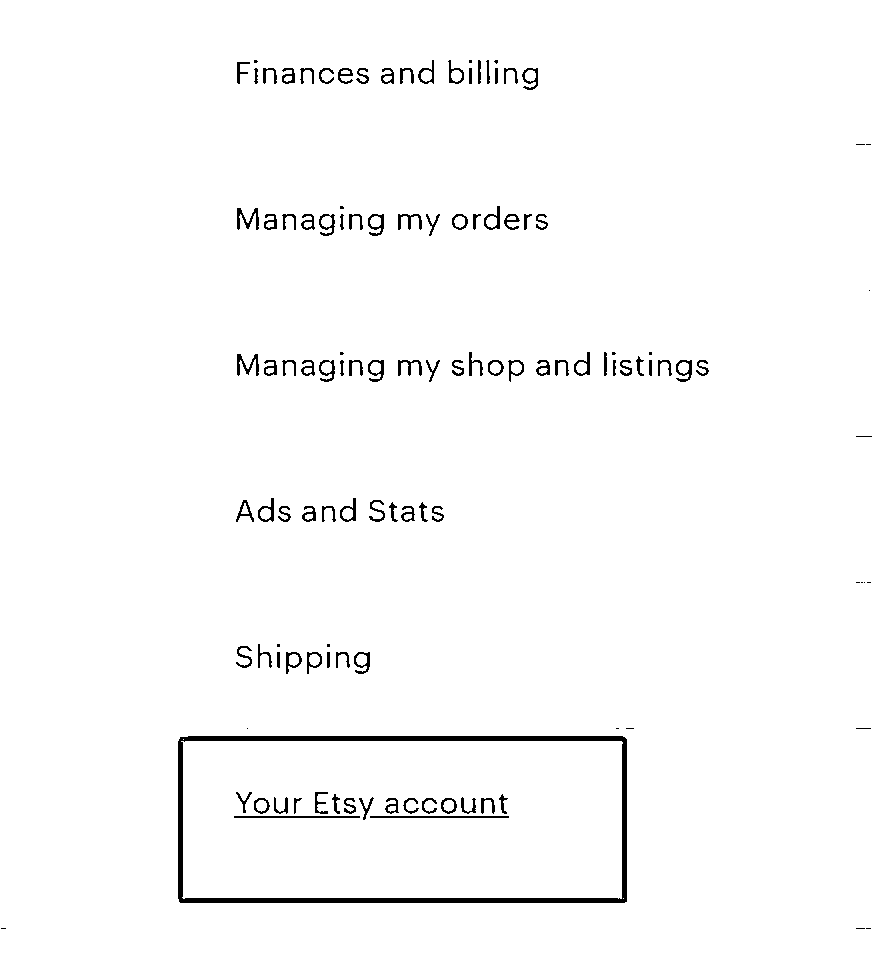 Finances and billing
Managing my orders
Managing my shop and listings
Ads and Stats
Shipping
Your Etsy account